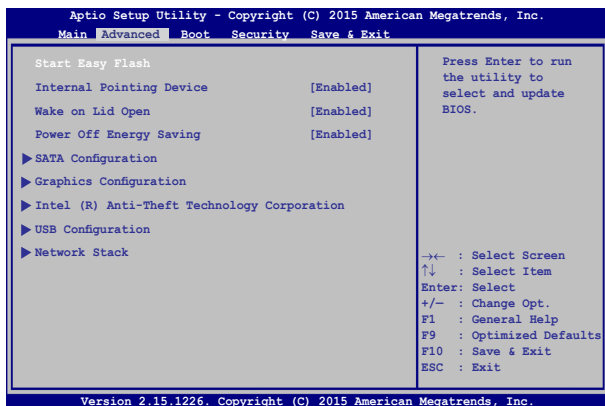 Aptio Setup Utility - Copyright (C) 2015 American Megatrends, Inc.
Main Advanced Boot Security Save & Exit
Start Easy Flash
Internal Pointing Device [Enabled]
Wake on Lid Open [Enabled]
Power Off Energy Saving [Enabled]
SATA Configuration
Graphics Configuration
Intel (R) Anti-Theft Technology Corporation
USB Configuration
Network Stack
Press Enter to run
the utility to
select and update
BIOS.
→← : Select Screen
↑↓ : Select Item
Enter: Select
+/— : Change Opt.
F1 : General Help
F9 : Optimized Defaults
F10 : Save & Exit
ESC : Exit
Version 2.15.1226. Copyright (C) 2015 American Megatrends, Inc.